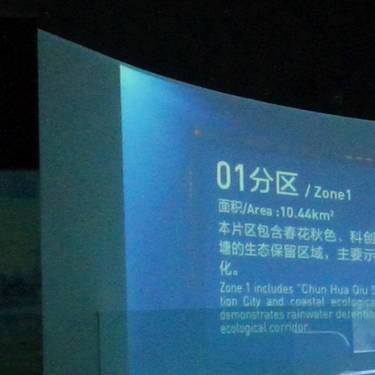 01分区 / Zone1
面积/Area :10.44km²
本片区包含春花秋色、科创
塘的生态保留区域，主要示
化。
Zone 1 includes "Chun Hua Qiu S
tion City and coastal ecologica
demonstrates rainwater detention
ecological corridor.